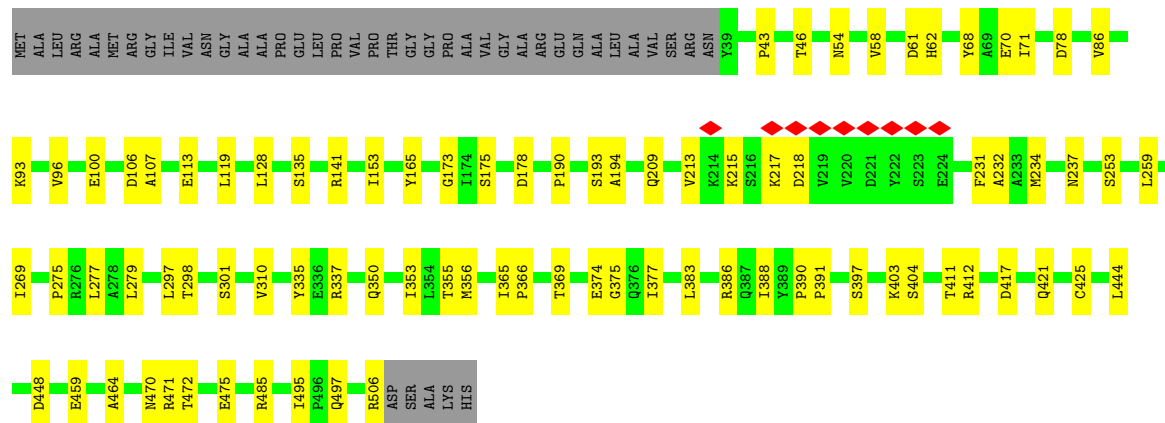 MET ALA LEU ARG ALA MET ARG GLY ILE VAL ASN GLY ALA ALA PRO GLU LEU PRO VAL PRO THR GLY GLY PRO ALA VAL GLY ALA ARG GLU GLN ALA LEU ALA VAL SER ARG ASN Y39 P43 T46 N54 V58 D61 H62 Y68 A69 E70 I71 D78 V86
K93 V96 E100 D106 A107 E113 L119 L128 S135 R141 I153 Y165 G173 I174 S175 D178 P190 S193 A194 Q209 V213 K214 K215 S216 K217 D218 V219 V220 D221 Y222 S223 E224 F231 A232 A233 M234 N237 S253 L259
I269 P275 R276 L277 A278 L279 L297 T298 S301 V310 Y335 E336 R337 Q350 I353 L354 T355 M356 I365 P366 T369 E374 G375 Q376 I377 L383 R386 Q387 I388 Y389 P390 P391 S397 K403 S404 T411 R412 D417 Q421 C425 L444
D448 E459 A464 N470 R471 T472 E475 R485 I495 P496 Q497 R506 ASP SER ALA LYS HIS